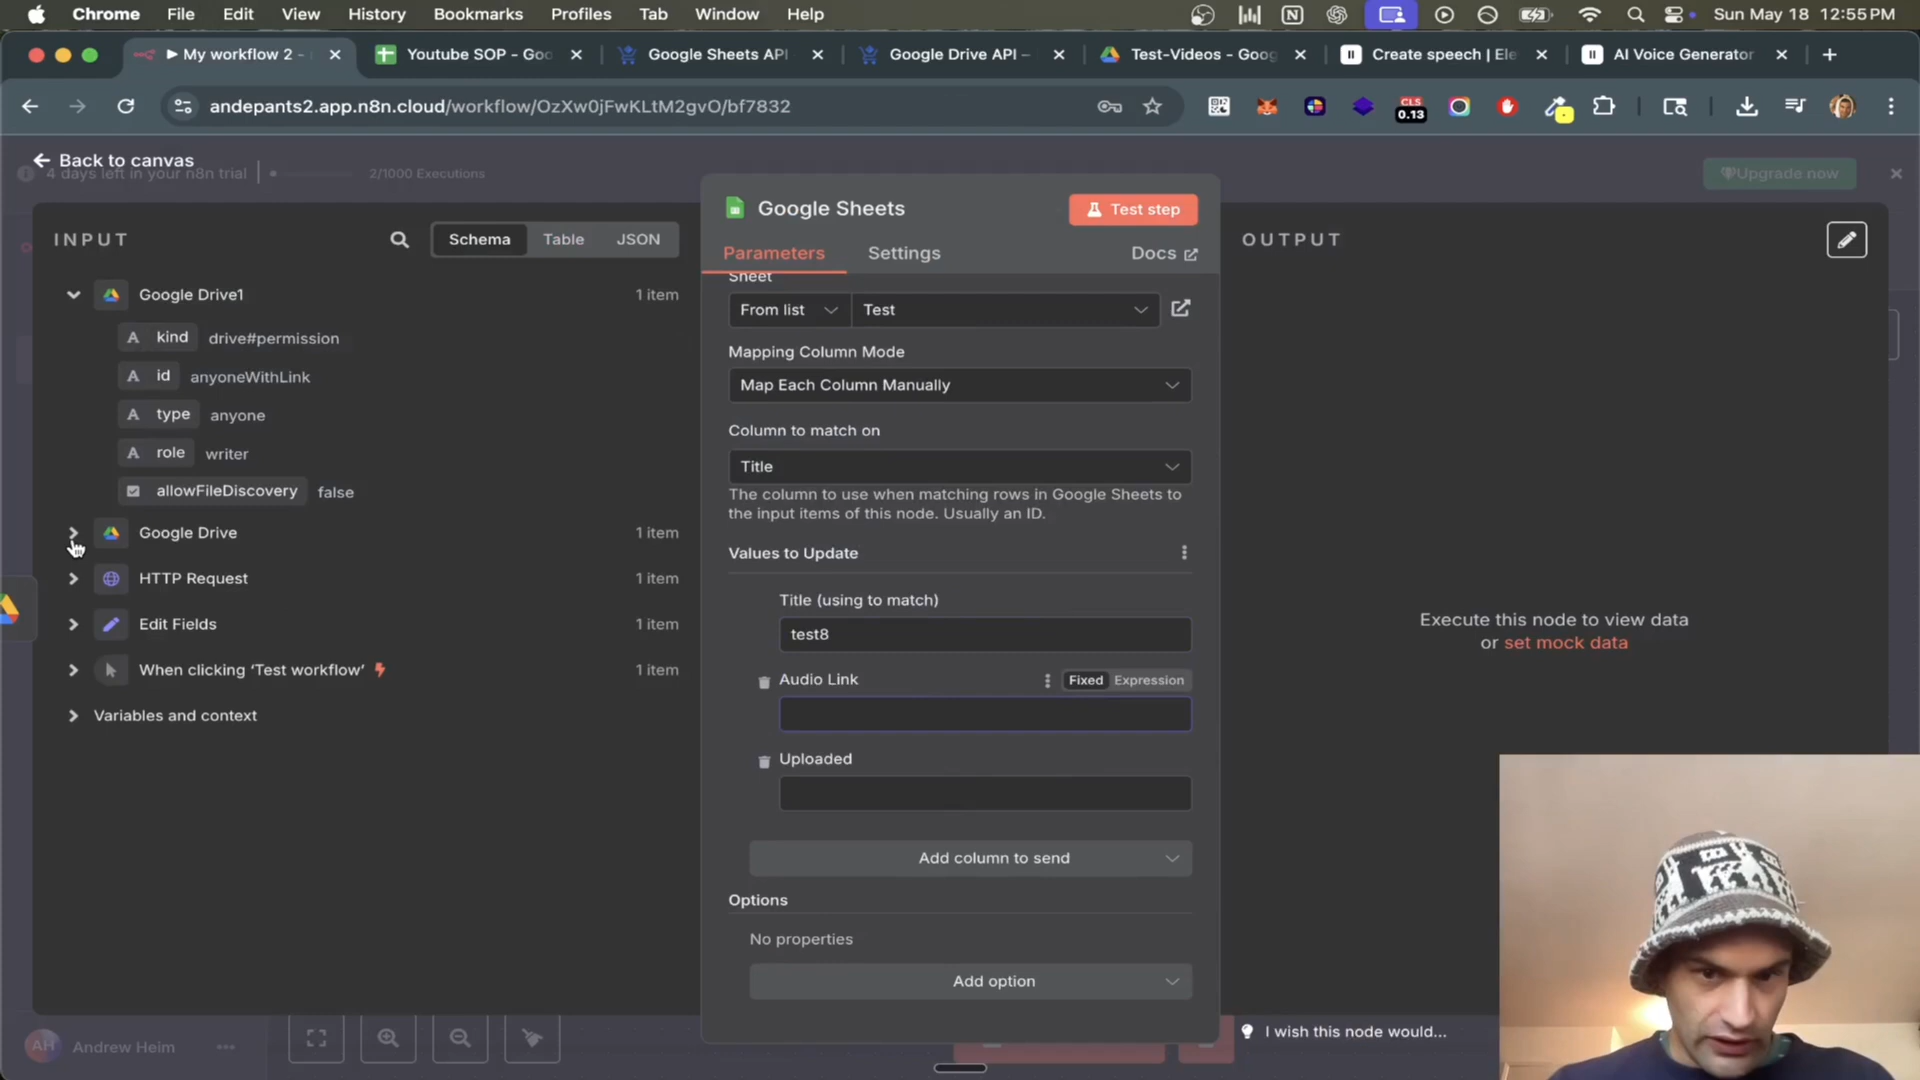 Chrome File Edit View History Bookmarks Profiles Tab Window Help Sun May 18 12:55 PM
My workflow 2 - Youtube SOP - Goo Google Sheets API Google Drive API – Test-Videos - Goog Create speech | Ele AI Voice Generator
andepants2.app.n8n.cloud/workflow/OzXw0jFwKLtM2gvO/bf7832
CLS
0.13
Back to canvas
4 days left in your n8n trial 2/1000 Executions Upgrade now
INPUT Schema Table JSON
Google Drive1 1 item
A kind drive#permission
A id anyoneWithLink
A type anyone
A role writer
allowFileDiscovery false
Google Drive 1 item
HTTP Request 1 item
Edit Fields 1 item
When clicking ‘Test workflow’ 1 item
Variables and context
Google Sheets Test step
Parameters Settings Docs
Sheet
From list Test
Mapping Column Mode
Map Each Column Manually
Column to match on
Title
The column to use when matching rows in Google Sheets to
the input items of this node. Usually an ID.
Values to Update
Title (using to match)
test8
Audio Link Fixed Expression
Uploaded
Add column to send
Options
No properties
Add option
OUTPUT
Execute this node to view data
or set mock data
I wish this node would...
AH Andrew Heim